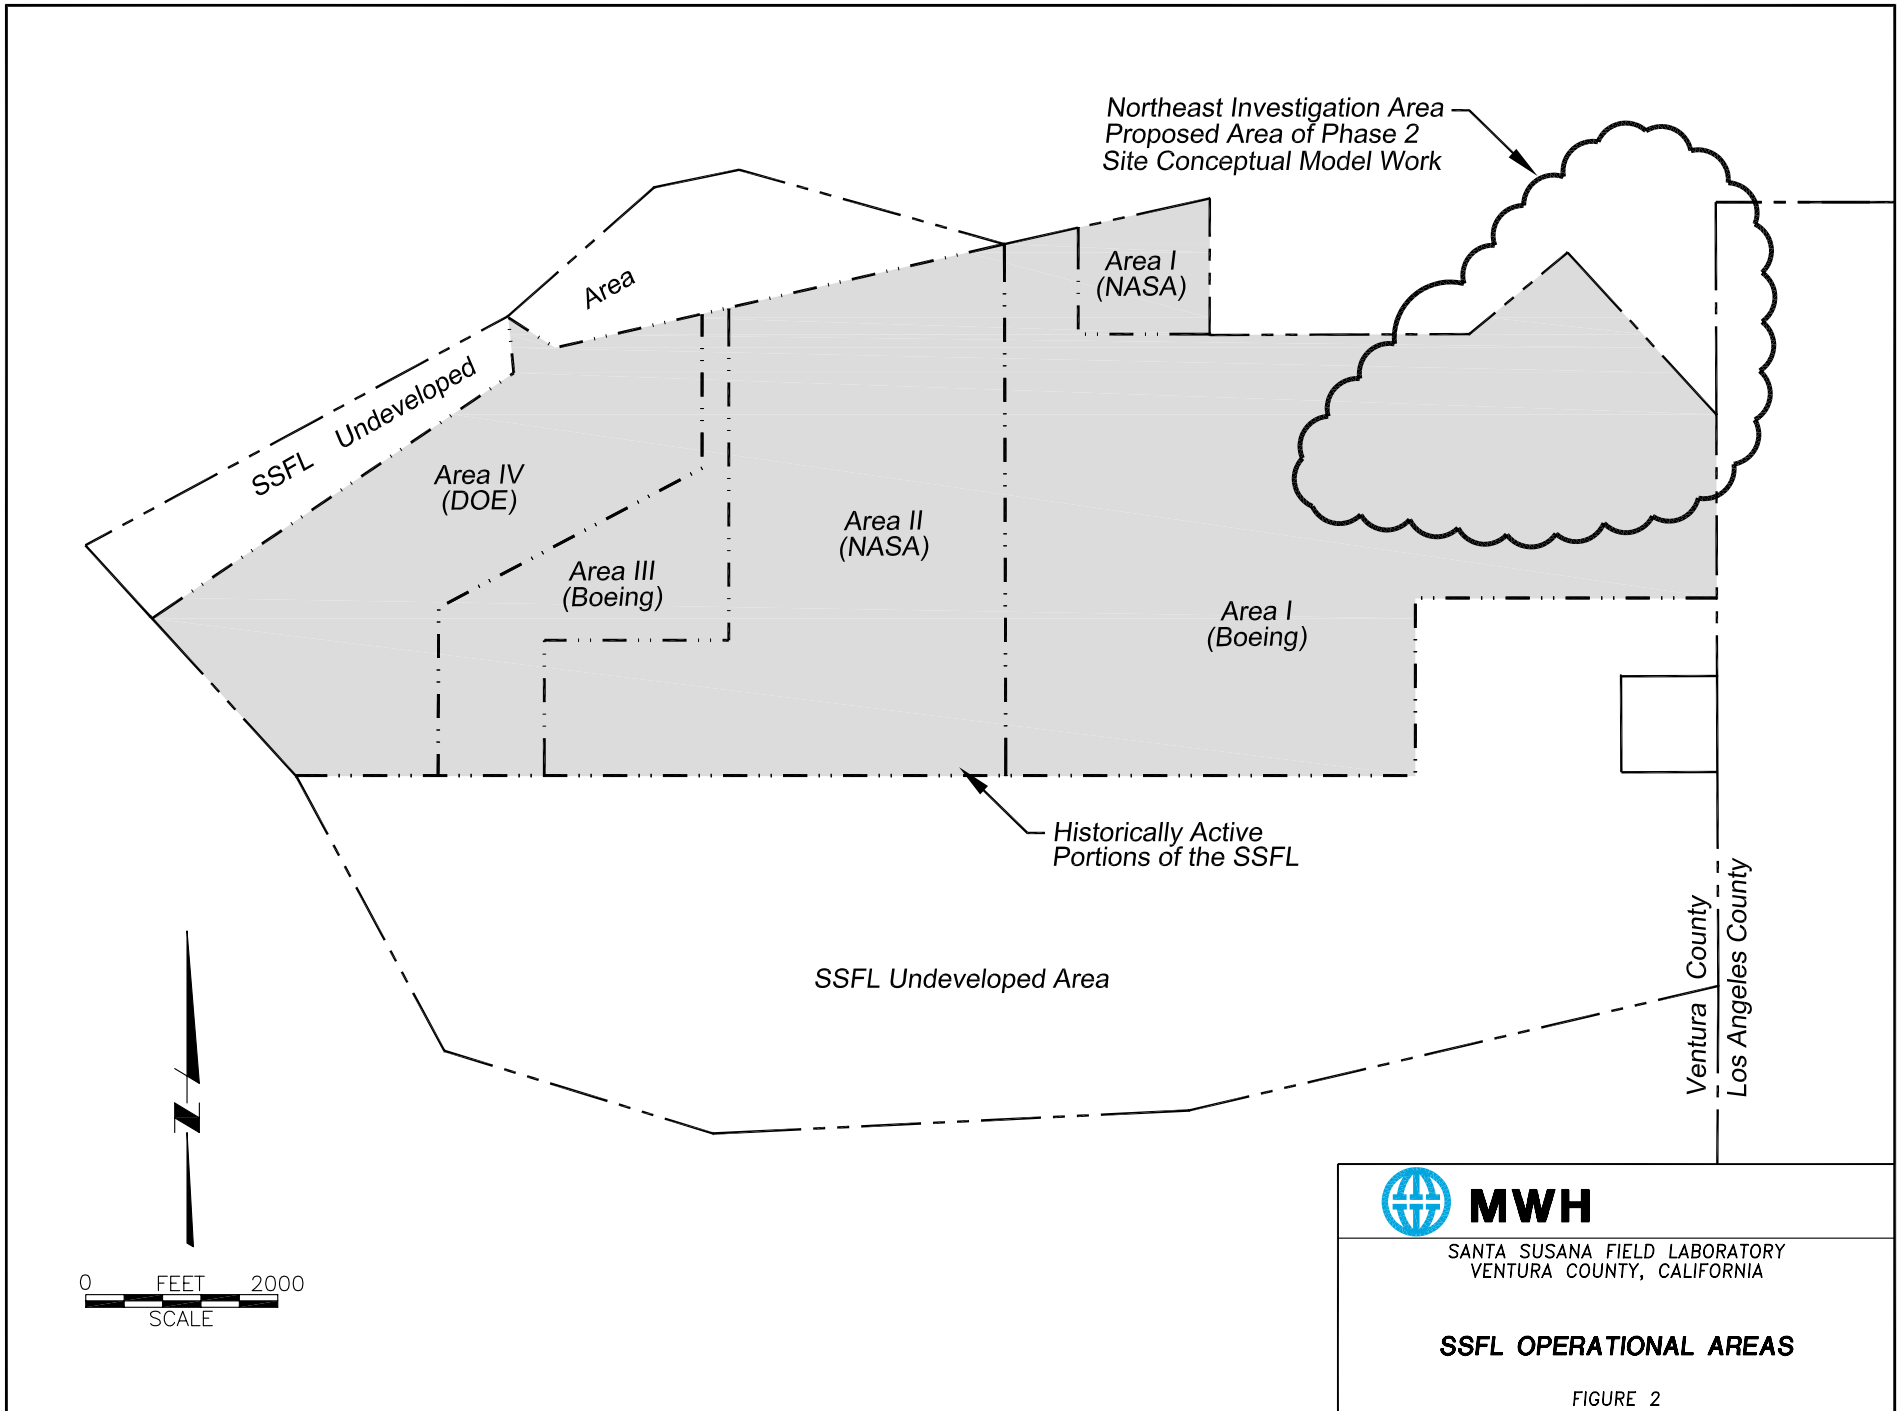 Northeast Investigation Area
Proposed Area of Phase 2
Site Conceptual Model Work
Area I
(NASA)
SSFL Undeveloped Area
Area IV
(DOE)
Area III
(Boeing)
Area II
(NASA)
Area I
(Boeing)
Historically Active
Portions of the SSFL
SSFL Undeveloped Area
Ventura County
Los Angeles County
N
0 FEET 2000
SCALE
MWH
SANTA SUSANA FIELD LABORATORY
VENTURA COUNTY, CALIFORNIA
SSFL OPERATIONAL AREAS
FIGURE 2